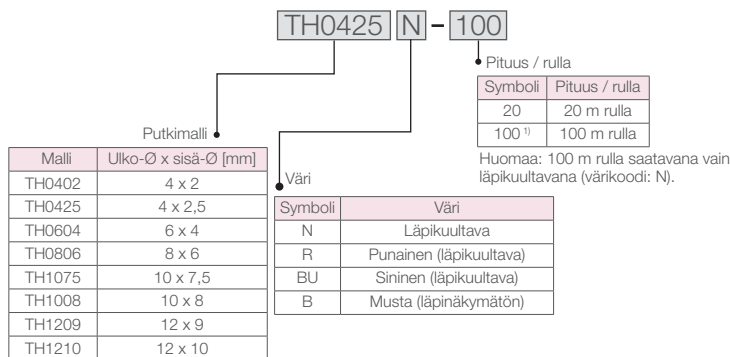 TH0425 N - 100
Pituus / rulla
Symboli Pituus / rulla
20 20 m rulla
100 ¹⁾ 100 m rulla
Huomaa: 100 m rulla saatavana vain
läpikuultavana (värikoodi: N).
Putkimalli
Malli Ulko-Ø x sisä-Ø [mm]
TH0402 4 x 2
TH0425 4 x 2,5
TH0604 6 x 4
TH0806 8 x 6
TH1075 10 x 7,5
TH1008 10 x 8
TH1209 12 x 9
TH1210 12 x 10
Väri
Symboli Väri
N Läpikuultava
R Punainen (läpikuultava)
BU Sininen (läpikuultava)
B Musta (läpinäkymätön)